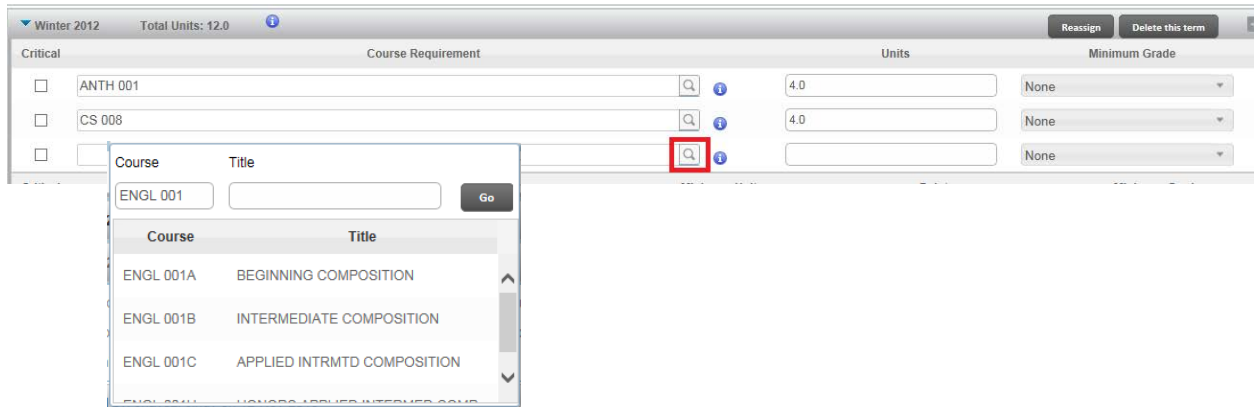 Winter 2012 Total Units: 12.0 Reassign Delete this term
Critical Course Requirement Units Minimum Grade
ANTH 001 4.0 None
CS 008 4.0 None
None
Course Title
ENGL 001 Go
Course Title
ENGL 001A BEGINNING COMPOSITION
ENGL 001B INTERMEDIATE COMPOSITION
ENGL 001C APPLIED INTRMTD COMPOSITION